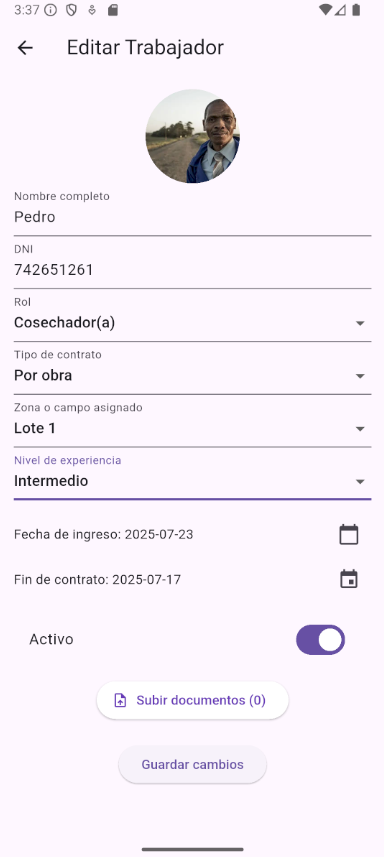 3:37
Editar Trabajador
Nombre completo
Pedro
DNI
742651261
Rol
Cosechador(a)
Tipo de contrato
Por obra
Zona o campo asignado
Lote 1
Nivel de experiencia
Intermedio
Fecha de ingreso: 2025-07-23
Fin de contrato: 2025-07-17
Activo
Subir documentos (0)
Guardar cambios